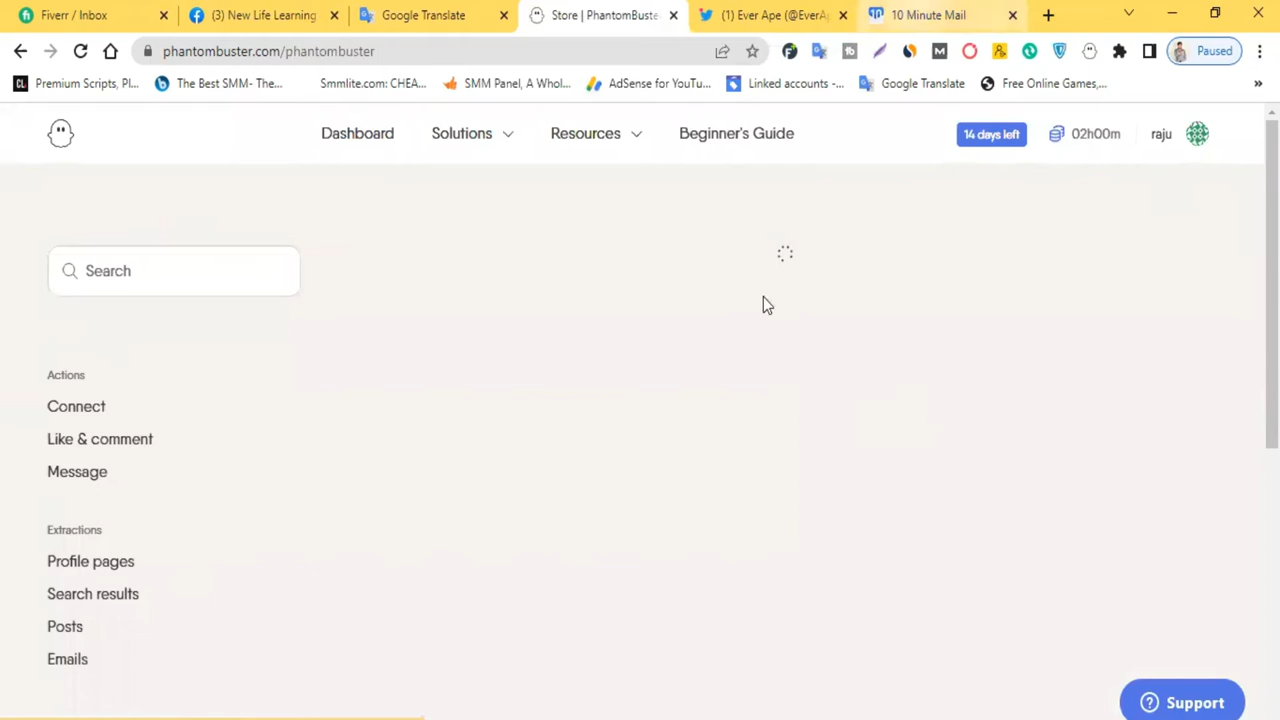 Fiverr / Inbox
(3) New Life Learning
Google Translate
Store | PhantomBuste
(1) Ever Ape (@EverA
10 Minute Mail
phantombuster.com/phantombuster
Paused
Premium Scripts, Pl...
The Best SMM- The...
Smmlite.com: CHEA...
SMM Panel, A Whol...
AdSense for YouTu...
Linked accounts -...
Google Translate
Free Online Games,...
»
Dashboard
Solutions
Resources
Beginner's Guide
14 days left
02h00m
raju
Search
Actions
Connect
Like & comment
Message
Extractions
Profile pages
Search results
Posts
Emails
Support